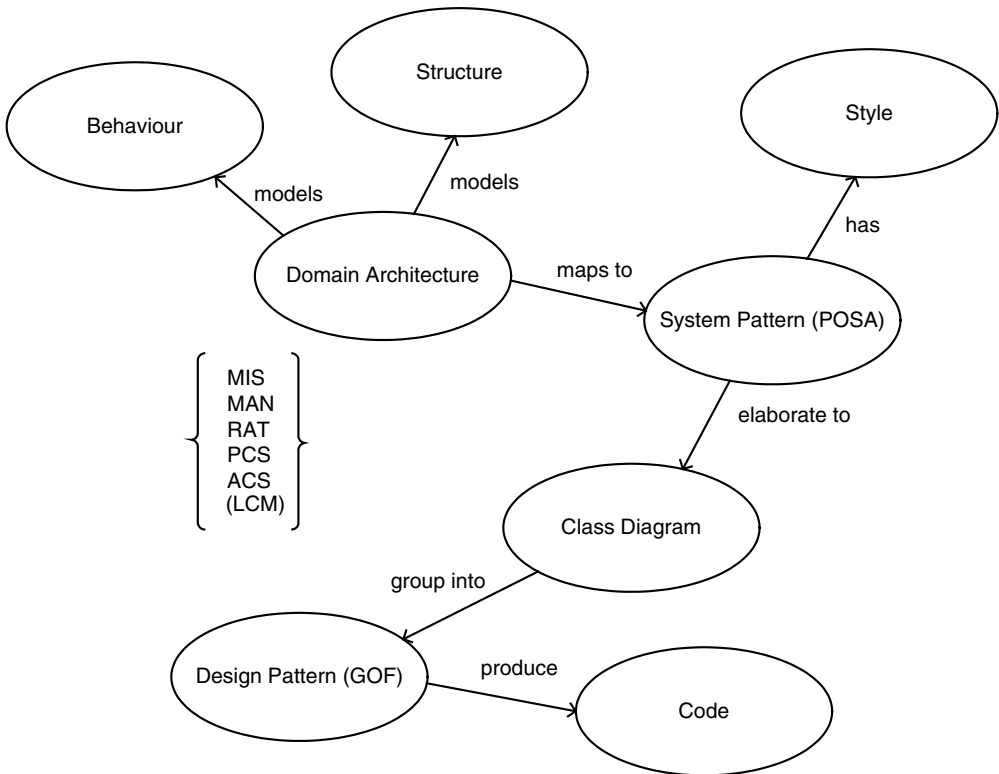 Structure
Behaviour
Style
models
models
has
Domain Architecture
maps to
System Pattern (POSA)
MIS
MAN
RAT
PCS
ACS
(LCM)
elaborate to
Class Diagram
group into
Design Pattern (GOF)
produce
Code